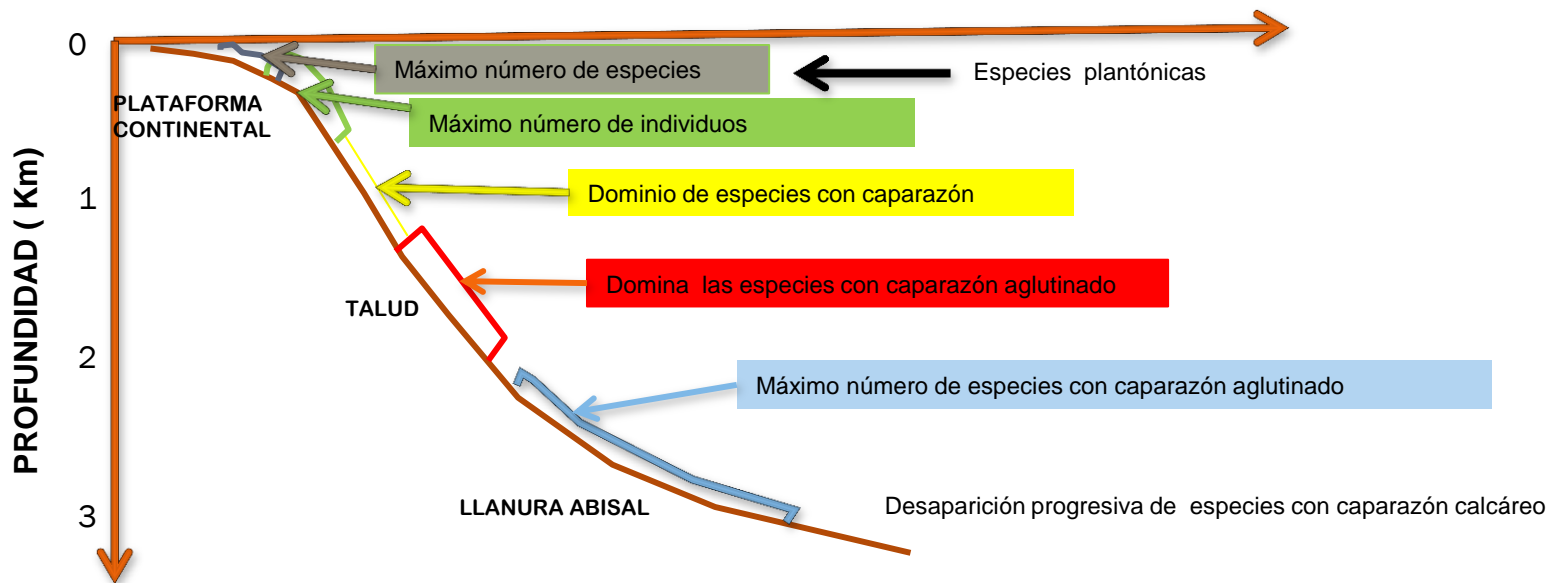 0
Máximo número de especies
Especies plantónicas
PLATAFORMA
CONTINENTAL
Máximo número de individuos
PROFUNDIDAD ( Km)
1
Dominio de especies con caparazón
Domina las especies con caparazón aglutinado
TALUD
2
Máximo número de especies con caparazón aglutinado
LLANURA ABISAL
Desaparición progresiva de especies con caparazón calcáreo
3